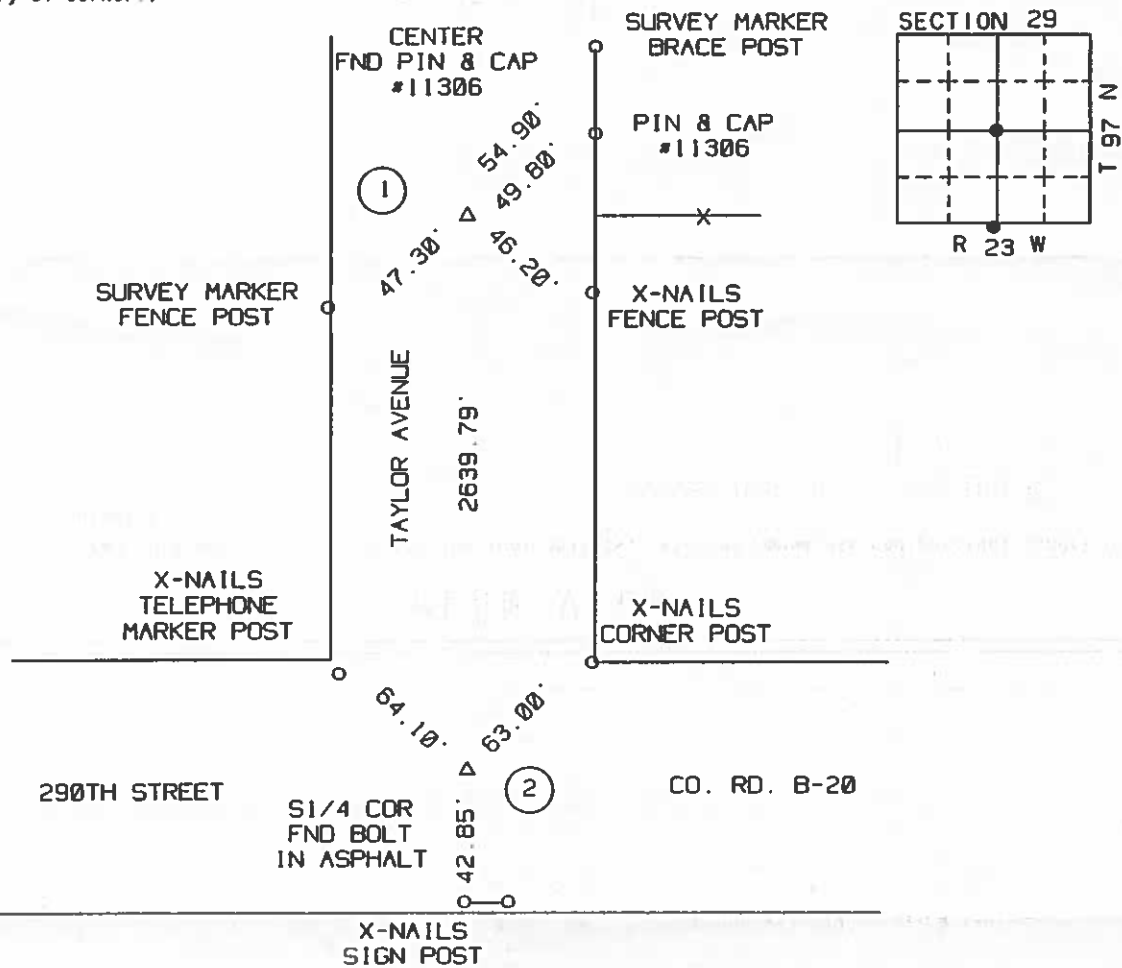 y of corner.
CENTER
FND PIN & CAP
#11306
SURVEY MARKER
BRACE POST
SECTION 29
54.90'
49.80'
PIN & CAP
#11306
T 97 N
1
R 23 W
47.30'
46.20'
SURVEY MARKER
FENCE POST
X-NAILS
FENCE POST
TAYLOR AVENUE
2639.79'
X-NAILS
TELEPHONE
MARKER POST
X-NAILS
CORNER POST
64.10'
63.00'
290TH STREET
2
CO. RD. B-20
S1/4 COR
FND BOLT
IN ASPHALT
42.85'
X-NAILS
SIGN POST